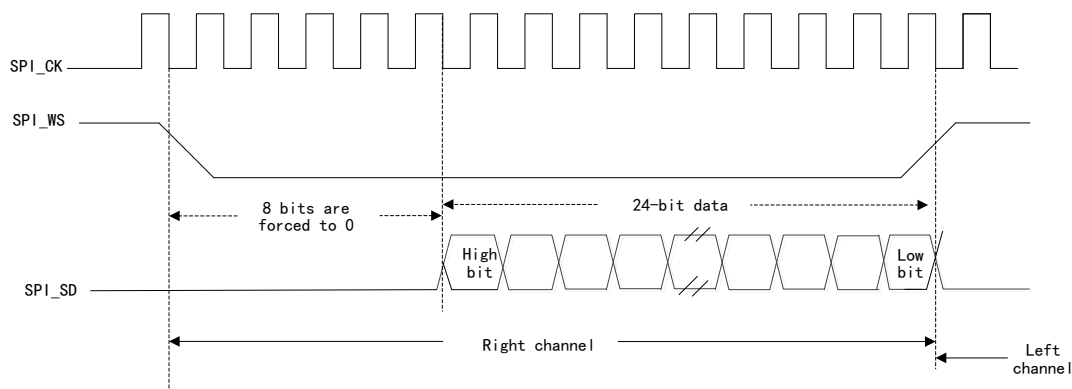 SPI_CK
SPI_WS
8 bits are
forced to 0
24-bit data
High
bit
Low
bit
SPI_SD
Right channel
Left
channel